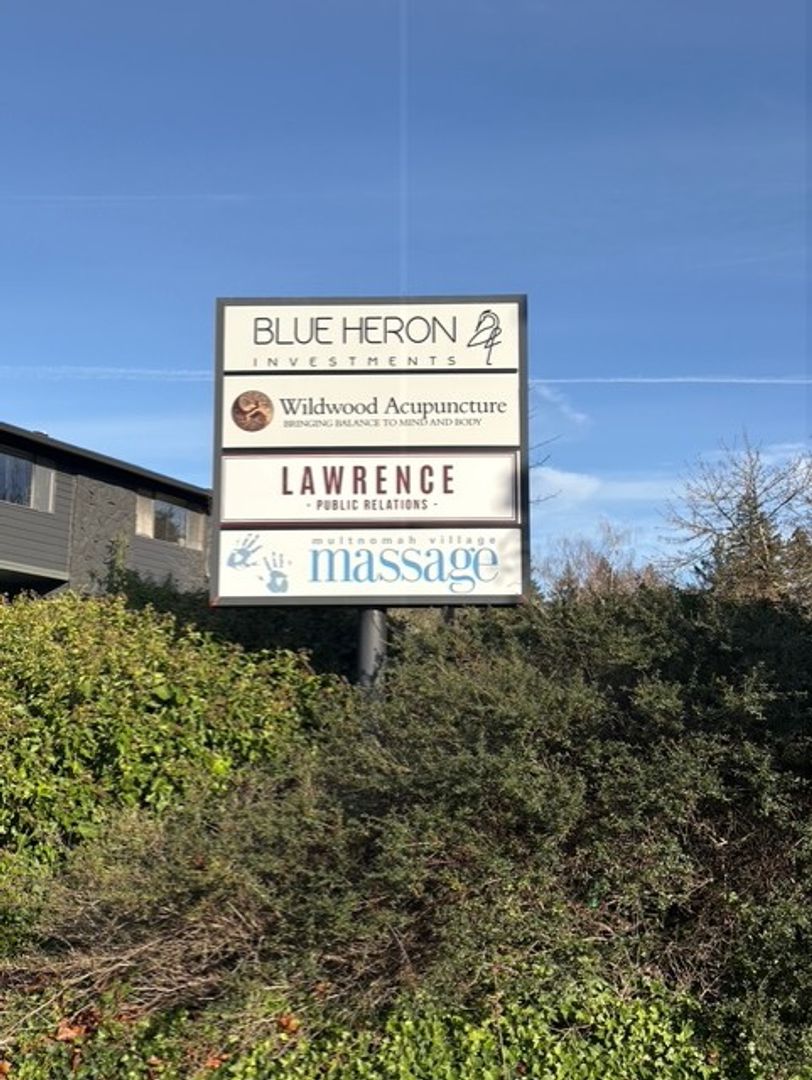 BLUE HERON
INVESTMENTS
Wildwood Acupuncture
BRINGING BALANCE TO MIND AND BODY
LAWRENCE
- PUBLIC RELATIONS -
multnomah village
massage